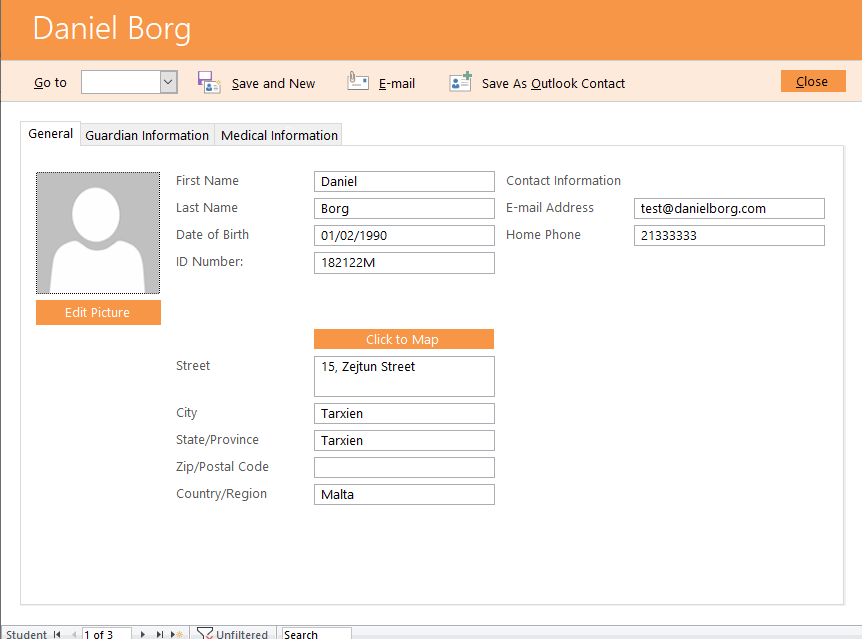 Daniel Borg
Go to Save and New E-mail Save As Outlook Contact Close
General Guardian Information Medical Information
First Name Daniel Contact Information
Last Name Borg E-mail Address test@danielborg.com
Date of Birth 01/02/1990 Home Phone 21333333
ID Number: 182122M
Edit Picture
Click to Map
Street 15, Zejtun Street
City Tarxien
State/Province Tarxien
Zip/Postal Code
Country/Region Malta
Student 1 of 3 Unfiltered Search